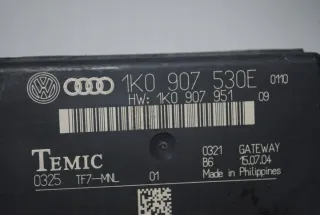 1K0 907 530E 0110
HW: 1K0 907 951 09
TEMIC
0321 GATEWAY
B6 15.07.04
0325 TF7-MNL 01 Made in Philippines